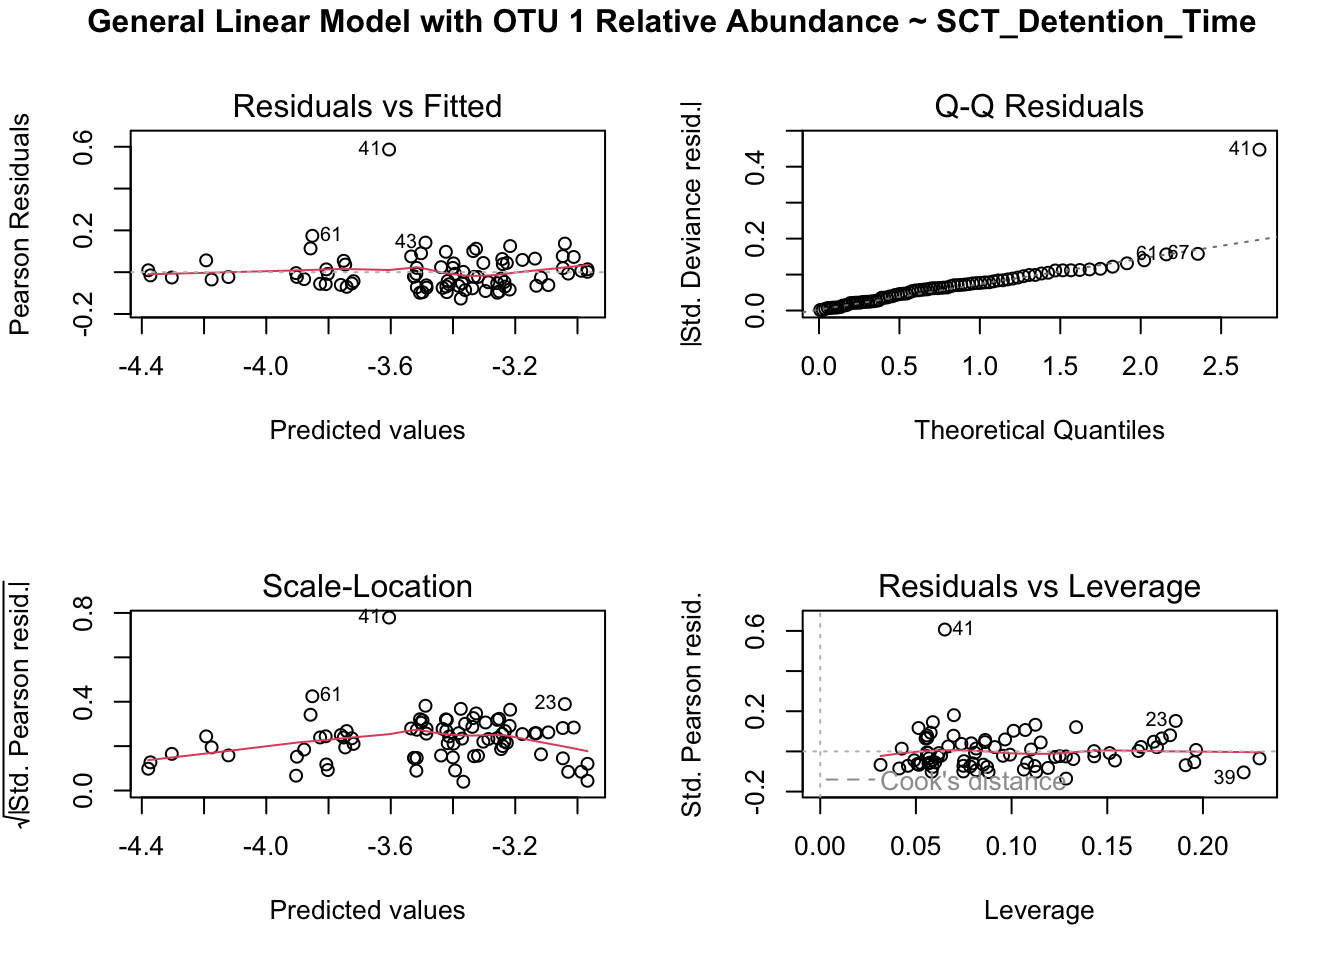 General Linear Model with OTU 1 Relative Abundance ~ SCT_Detention_Time
Residuals vs Fitted
Pearson Residuals
0.6
0.2
-0.2
41
61
43
-4.4 -4.0 -3.6 -3.2
Predicted values
Q-Q Residuals
|Std. Deviance resid.|
0.4
0.2
0.0
41
61
67
0.0 0.5 1.0 1.5 2.0 2.5
Theoretical Quantiles
Scale-Location
√|Std. Pearson resid.|
0.8
0.4
0.0
41
61
23
-4.4 -4.0 -3.6 -3.2
Predicted values
Residuals vs Leverage
Std. Pearson resid.
0.6
0.2
-0.2
41
23
39
Cook's distance
0.00 0.05 0.10 0.15 0.20
Leverage